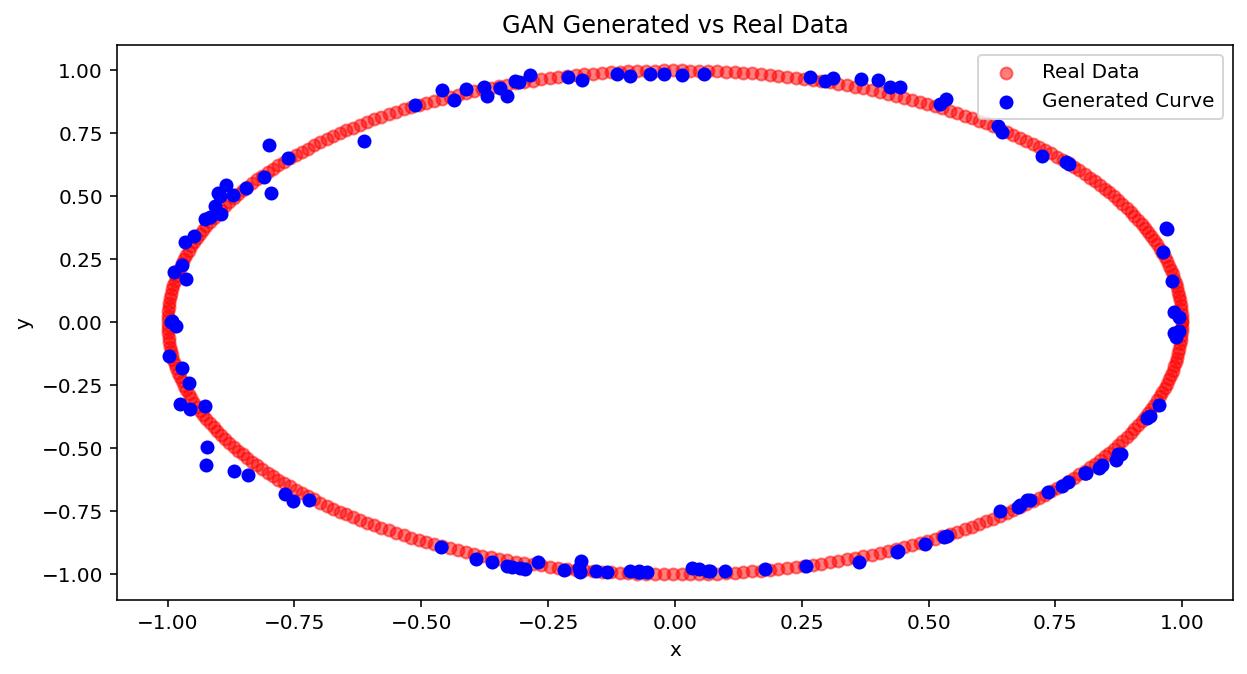 GAN Generated vs Real Data
Real Data
Generated Curve
1.00
0.75
0.50
0.25
0.00
−0.25
−0.50
−0.75
−1.00
y
−1.00 −0.75 −0.50 −0.25 0.00 0.25 0.50 0.75 1.00
x